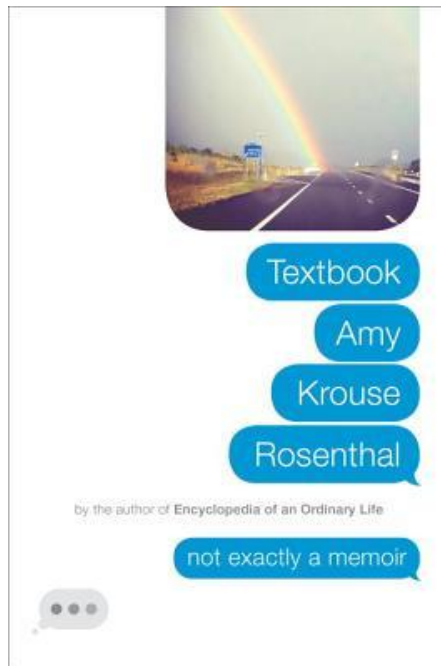 Textbook
Amy
Krouse
Rosenthal
by the author of Encyclopedia of an Ordinary Life
not exactly a memoir